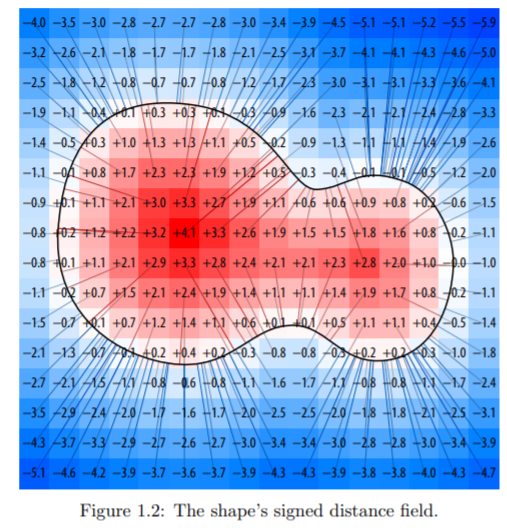 −4.0 −3.5 −3.0 −2.8 −2.7 −2.7 −2.8 −3.0 −3.4 −3.9 −4.5 −5.1 −5.1 −5.5 −5.9
−3.2 −2.6 −2.1 −1.8 −1.7 −1.7 −1.8 −2.1 −2.5 −3.1 −3.7 −4.1 −4.1 −4.3 −4.6 −5.0
−2.5 −1.8 −1.2 −0.8 −0.7 −0.7 −0.8 −1.2 −1.7 −2.3 −3.0 −3.1 −3.1 −3.3 −3.6 −4.1
−1.9 −1.1 −0.4 +0.1 +0.3 +0.3 +0.1 −0.3 −0.9 −1.6 −2.3 −2.1 −2.1 −2.4 −2.8 −3.3
−1.4 −0.5 +0.3 +1.0 +1.3 +1.3 +1.1 +0.5 −0.2 −0.9 −1.3 −1.1 −1.1 −1.4 −1.9 −2.6
−1.1 +0.8 +1.7 +2.3 +2.3 +1.9 +1.2 +0.5 −0.3 −0.4 −0.1 −0.1 −0.5 −1.2 −2.0
−0.9 +0.1 +1.1 +2.1 +3.0 +3.3 +2.7 +1.9 +1.1 +0.6 +0.6 +0.9 +0.8 +0.2 −0.6 −1.5
−0.8 +0.2 +1.2 +2.2 +3.2 +4.1 +3.3 +2.6 +1.9 +1.5 +1.5 +1.8 +1.6 +0.8 −0.2 −1.1
−0.8 +0.1 +1.1 +2.1 +2.9 +3.3 +2.8 +2.4 +2.1 +2.1 +2.3 +2.8 +2.0 +1.0 −0.0 −1.0
−1.1 −0.2 +0.7 +1.5 +2.1 +2.4 +1.9 +1.4 +1.1 +1.1 +1.4 +1.9 +1.7 +0.8 −0.2 −1.1
−1.5 −0.7 +0.1 +0.7 +1.2 +1.4 +1.1 +0.6 +0.1 +0.1 +0.5 +1.1 +1.1 +0.4 −0.5 −1.4
−2.1 −1.3 −0.7 −0.1 +0.2 +0.4 +0.2 −0.3 −0.8 −0.8 −0.3 +0.2 +0.2 −0.3 −1.0 −1.8
−2.7 −2.1 −1.5 −1.1 −0.8 −0.6 −0.8 −1.1 −1.6 −1.7 −1.1 −0.8 −0.8 −1.1 −1.7 −2.4
−3.5 −2.9 −2.4 −2.0 −1.7 −1.6 −1.7 −2.0 −2.5 −2.5 −2.0 −1.8 −1.8 −2.1 −2.5 −3.1
−4.3 −3.7 −3.3 −2.9 −2.7 −2.6 −2.7 −3.0 −3.4 −3.4 −3.0 −2.8 −2.8 −3.0 −3.4 −3.9
−5.1 −4.6 −4.2 −3.9 −3.7 −3.6 −3.7 −3.9 −4.3 −4.3 −3.9 −3.8 −3.8 −4.0 −4.3 −4.7
Figure 1.2: The shape's signed distance field.